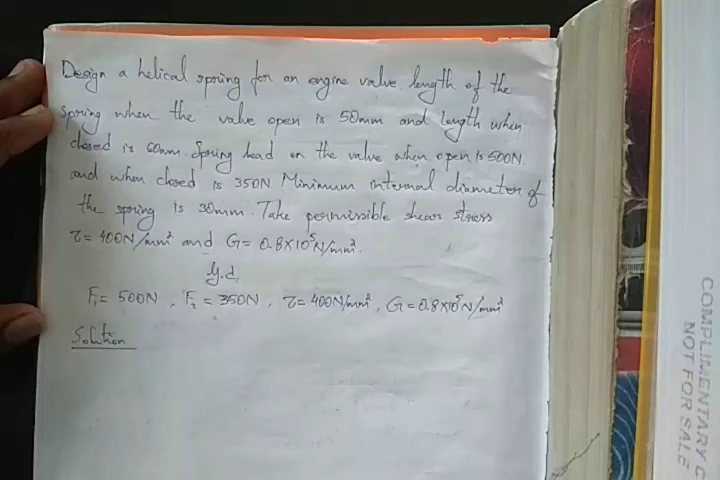 Design a helical spring for an engine valve. length of the
spring when the valve open is 50mm and length when
closed is 60mm. Spring load on the valve when open is 500N.
and when closed is 350N Minimum internal diameter of
the spring is 30mm. Take permissible shear stress
τ = 400N/mm² and G = 0.8×10⁵N/mm².
F₁ = 500N, F₂ = 350N, τ = 400N/mm², G = 0.8×10⁵N/mm²
Solution
COMPLIMENTARY C
NOT FOR SALE